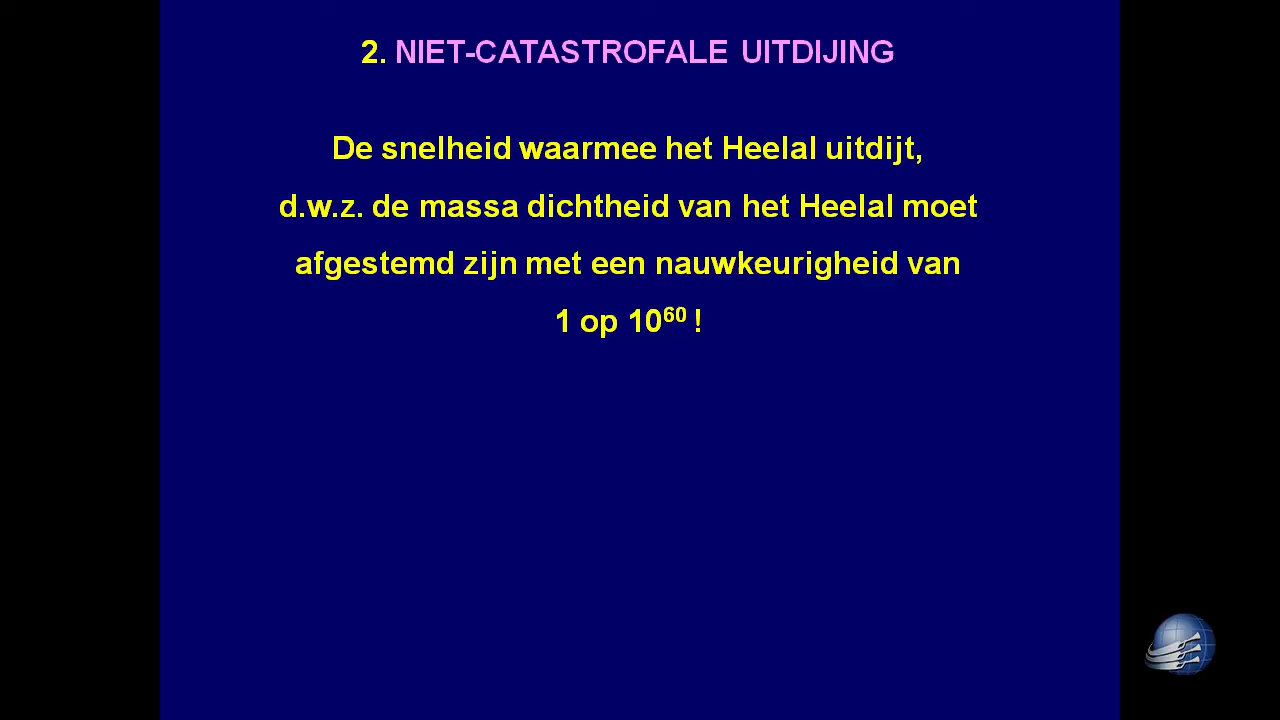 2. NIET-CATASTROFALE UITDIJING
De snelheid waarmee het Heelal uitdijt,
d.w.z. de massa dichtheid van het Heelal moet
afgestemd zijn met een nauwkeurigheid van
1 op 10⁶⁰ !